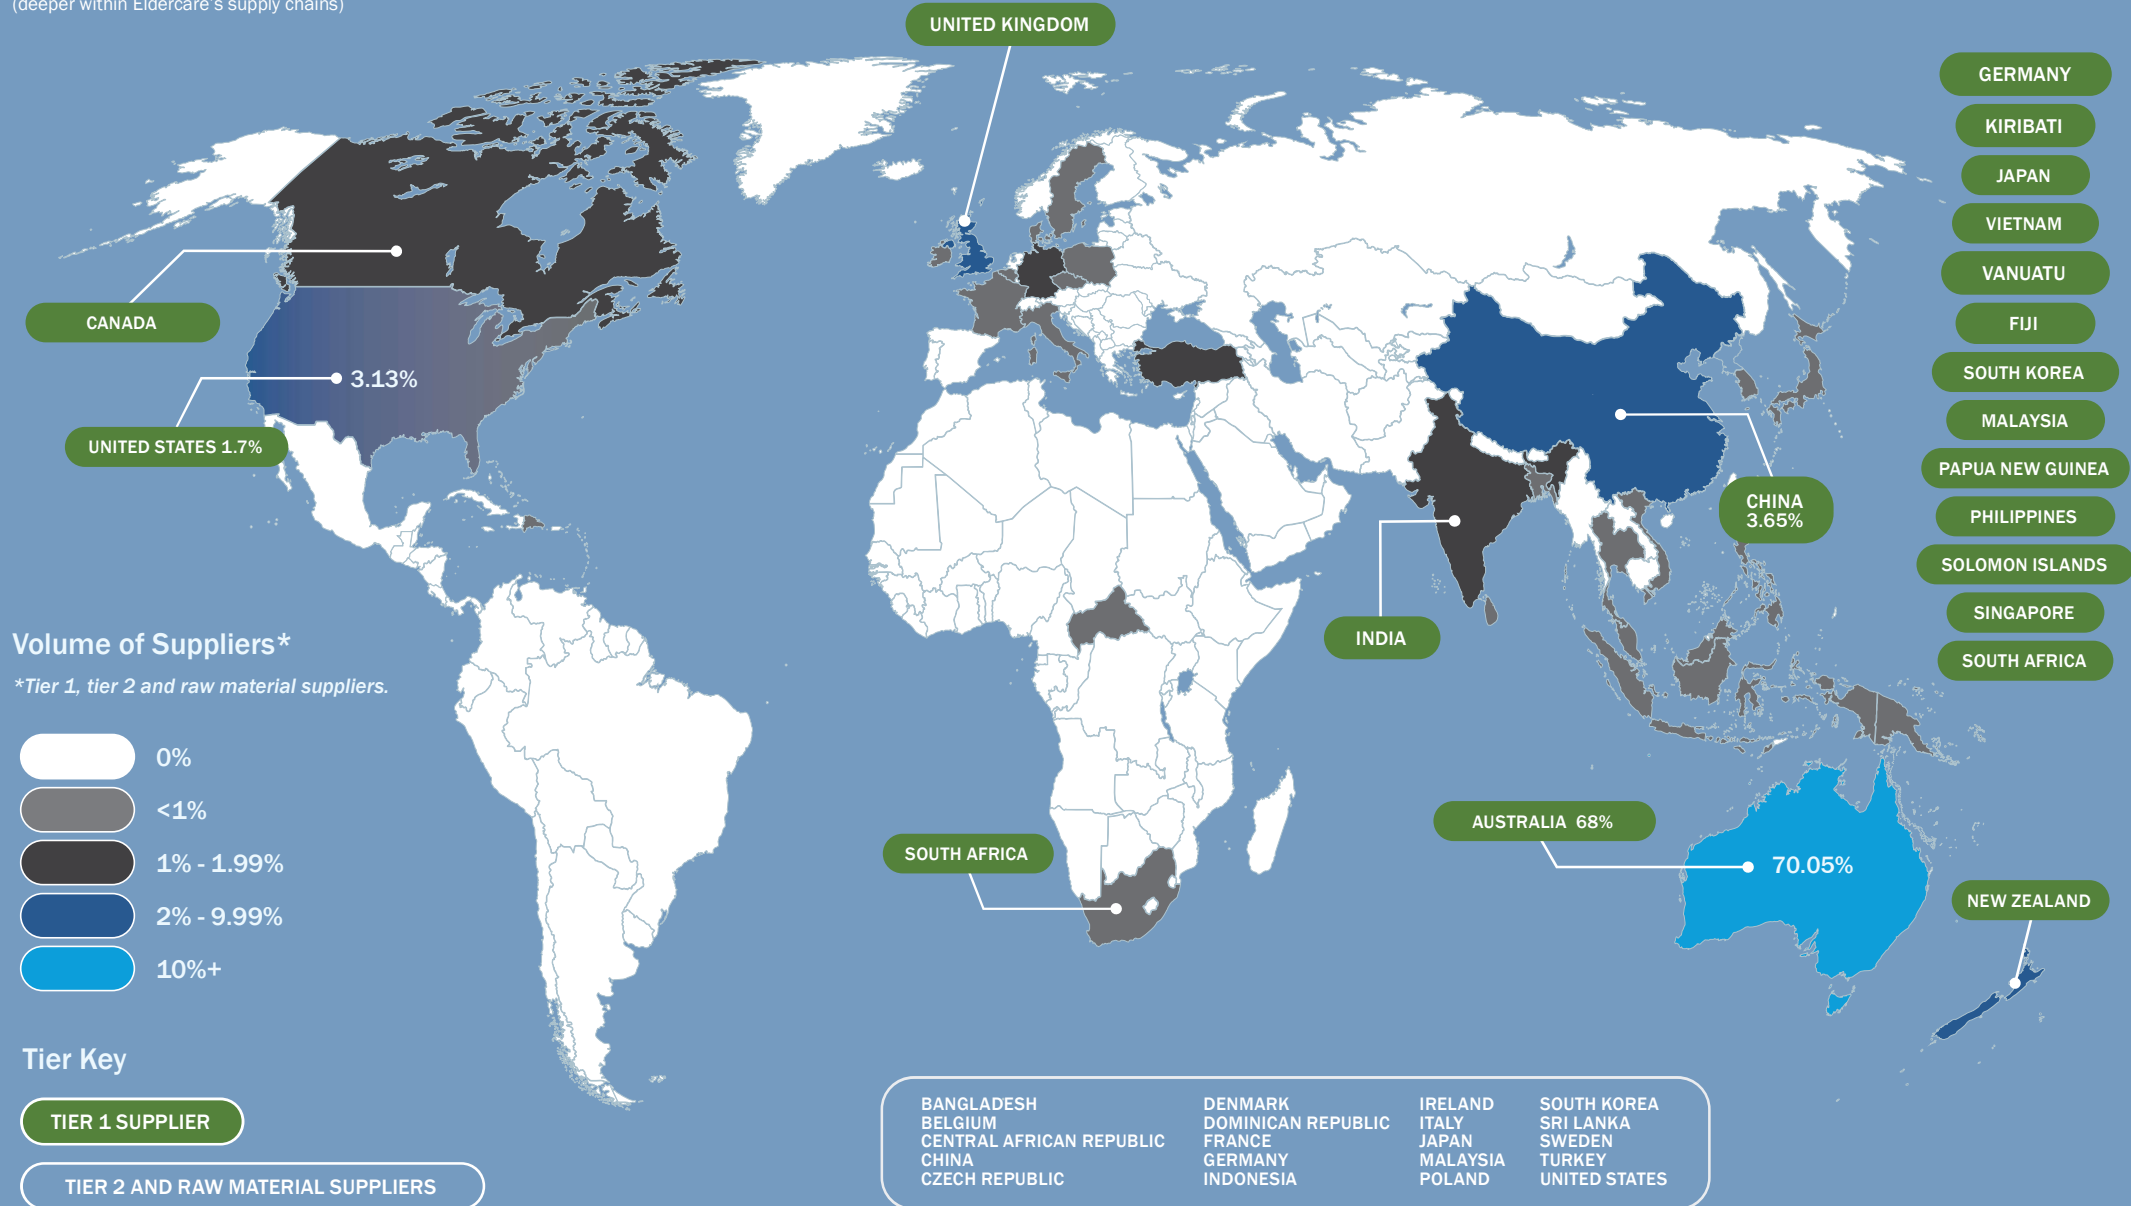 (deeper within Eldercare's supply chains)
UNITED KINGDOM
CANADA
3.13%
UNITED STATES 1.7%
CHINA
3.65%
INDIA
SOUTH AFRICA
AUSTRALIA 68%
70.05%
NEW ZEALAND
GERMANY
KIRIBATI
JAPAN
VIETNAM
VANUATU
FIJI
SOUTH KOREA
MALAYSIA
PAPUA NEW GUINEA
PHILIPPINES
SOLOMON ISLANDS
SINGAPORE
SOUTH AFRICA
Volume of Suppliers*
*Tier 1, tier 2 and raw material suppliers.
0%
<1%
1% - 1.99%
2% - 9.99%
10%+
Tier Key
TIER 1 SUPPLIER
TIER 2 AND RAW MATERIAL SUPPLIERS
BANGLADESH
BELGIUM
CENTRAL AFRICAN REPUBLIC
CHINA
CZECH REPUBLIC
DENMARK
DOMINICAN REPUBLIC
FRANCE
GERMANY
INDONESIA
IRELAND
ITALY
JAPAN
MALAYSIA
POLAND
SOUTH KOREA
SRI LANKA
SWEDEN
TURKEY
UNITED STATES